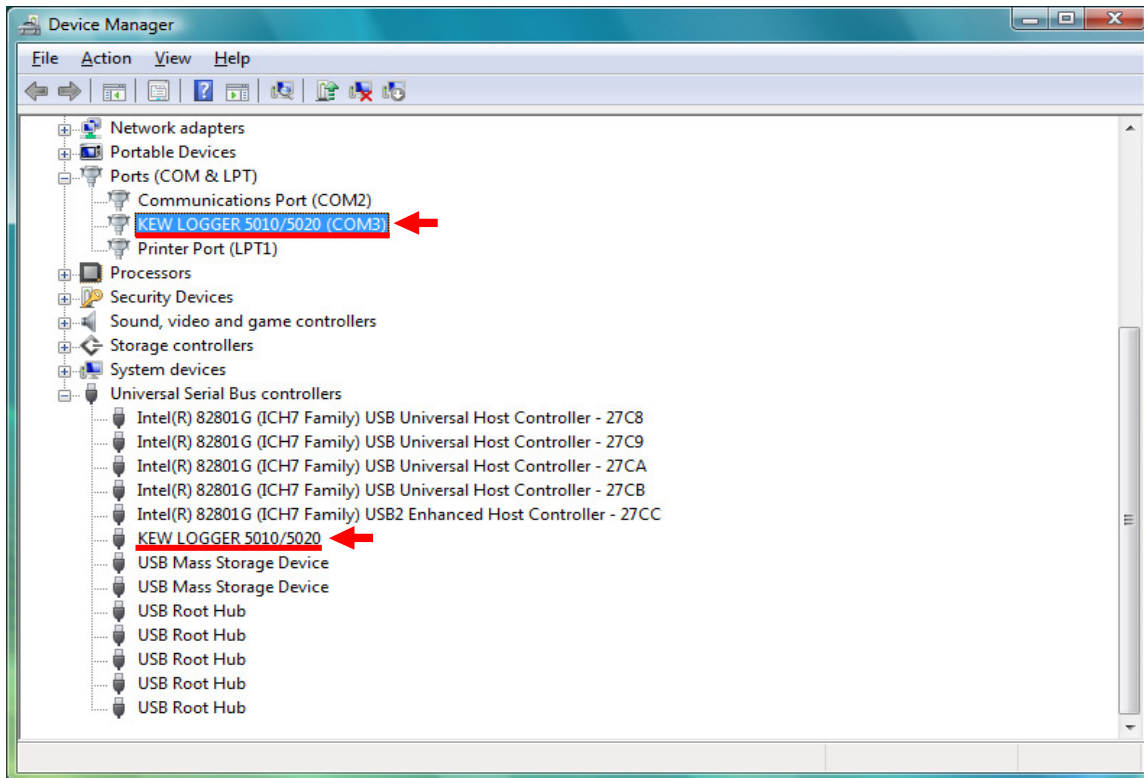 Device Manager
File Action View Help
Network adapters
Portable Devices
Ports (COM & LPT)
Communications Port (COM2)
KEW LOGGER 5010/5020 (COM3)
Printer Port (LPT1)
Processors
Security Devices
Sound, video and game controllers
Storage controllers
System devices
Universal Serial Bus controllers
Intel(R) 82801G (ICH7 Family) USB Universal Host Controller - 27C8
Intel(R) 82801G (ICH7 Family) USB Universal Host Controller - 27C9
Intel(R) 82801G (ICH7 Family) USB Universal Host Controller - 27CA
Intel(R) 82801G (ICH7 Family) USB Universal Host Controller - 27CB
Intel(R) 82801G (ICH7 Family) USB2 Enhanced Host Controller - 27CC
KEW LOGGER 5010/5020
USB Mass Storage Device
USB Mass Storage Device
USB Root Hub
USB Root Hub
USB Root Hub
USB Root Hub
USB Root Hub